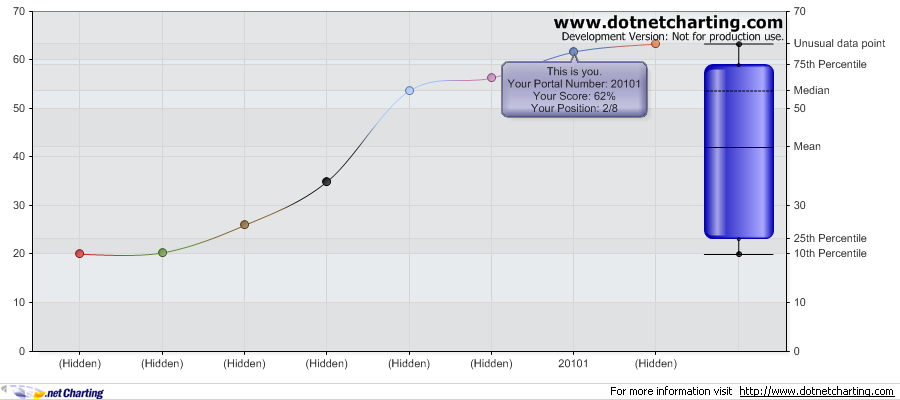 www.dotnetcharting.com
Development Version: Not for production use.
70
60
50
40
30
20
10
0
This is you.
Your Portal Number: 20101
Your Score: 62%
Your Position: 2/8
70
Unusual data point
75th Percentile
Median
50
Mean
30
25th Percentile
10th Percentile
10
0
(Hidden) (Hidden) (Hidden) (Hidden) (Hidden) (Hidden) 20101 (Hidden)
.net Charting
For more information visit http://www.dotnetcharting.com